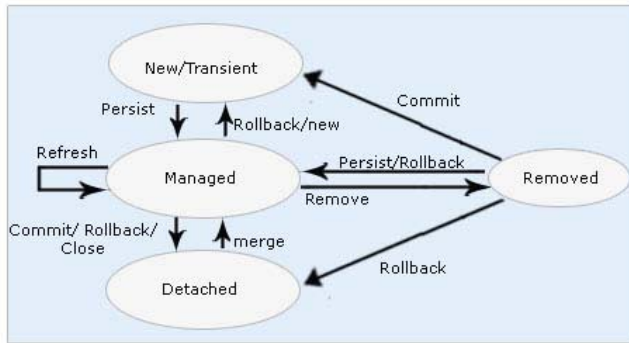 New/Transient
Persist
Rollback/new
Commit
Refresh
Managed
Persist/Rollback
Remove
Removed
Commit/ Rollback/
Close
merge
Rollback
Detached